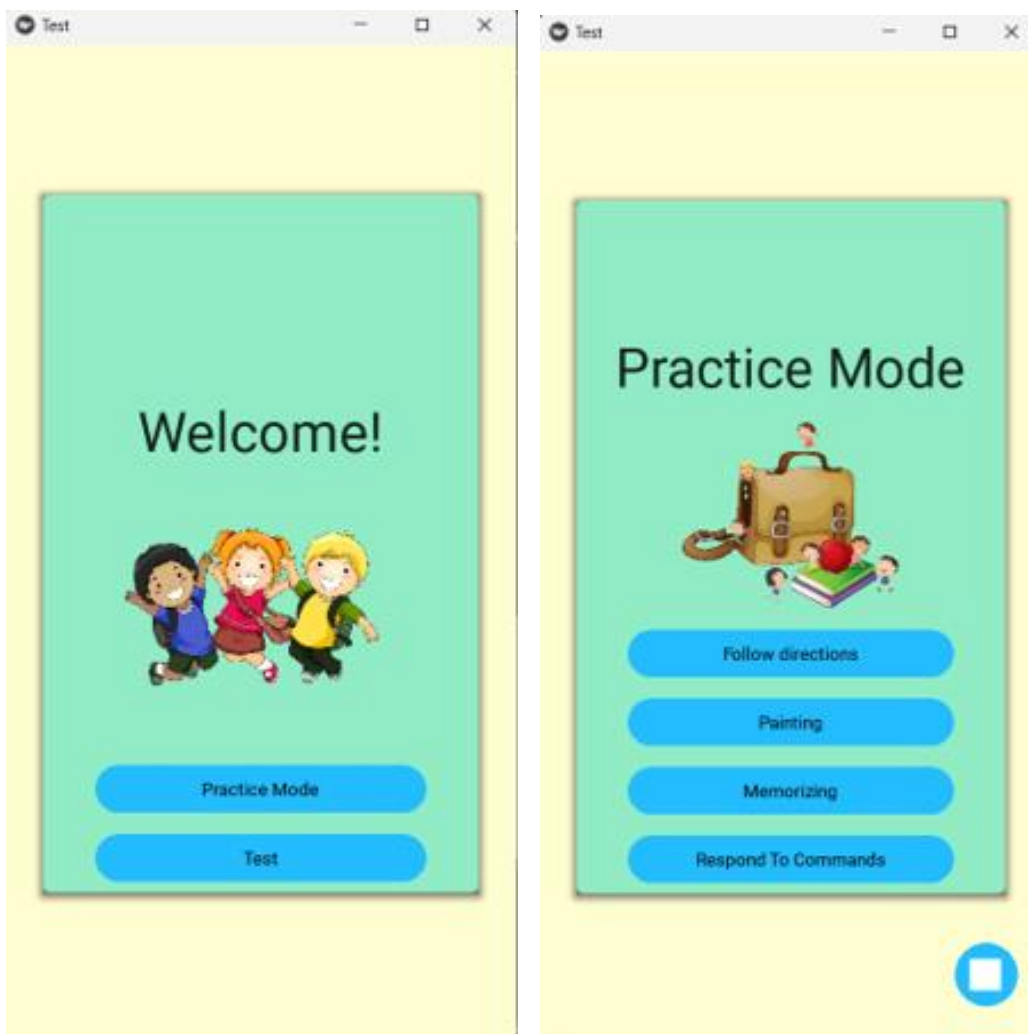 Test
Welcome!
Practice Mode
Test
Test
Practice Mode
Follow directions
Painting
Memorizing
Respond To Commands